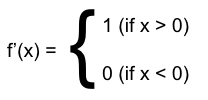 1 (if x > 0)
f'(x) = {
0 (if x < 0)